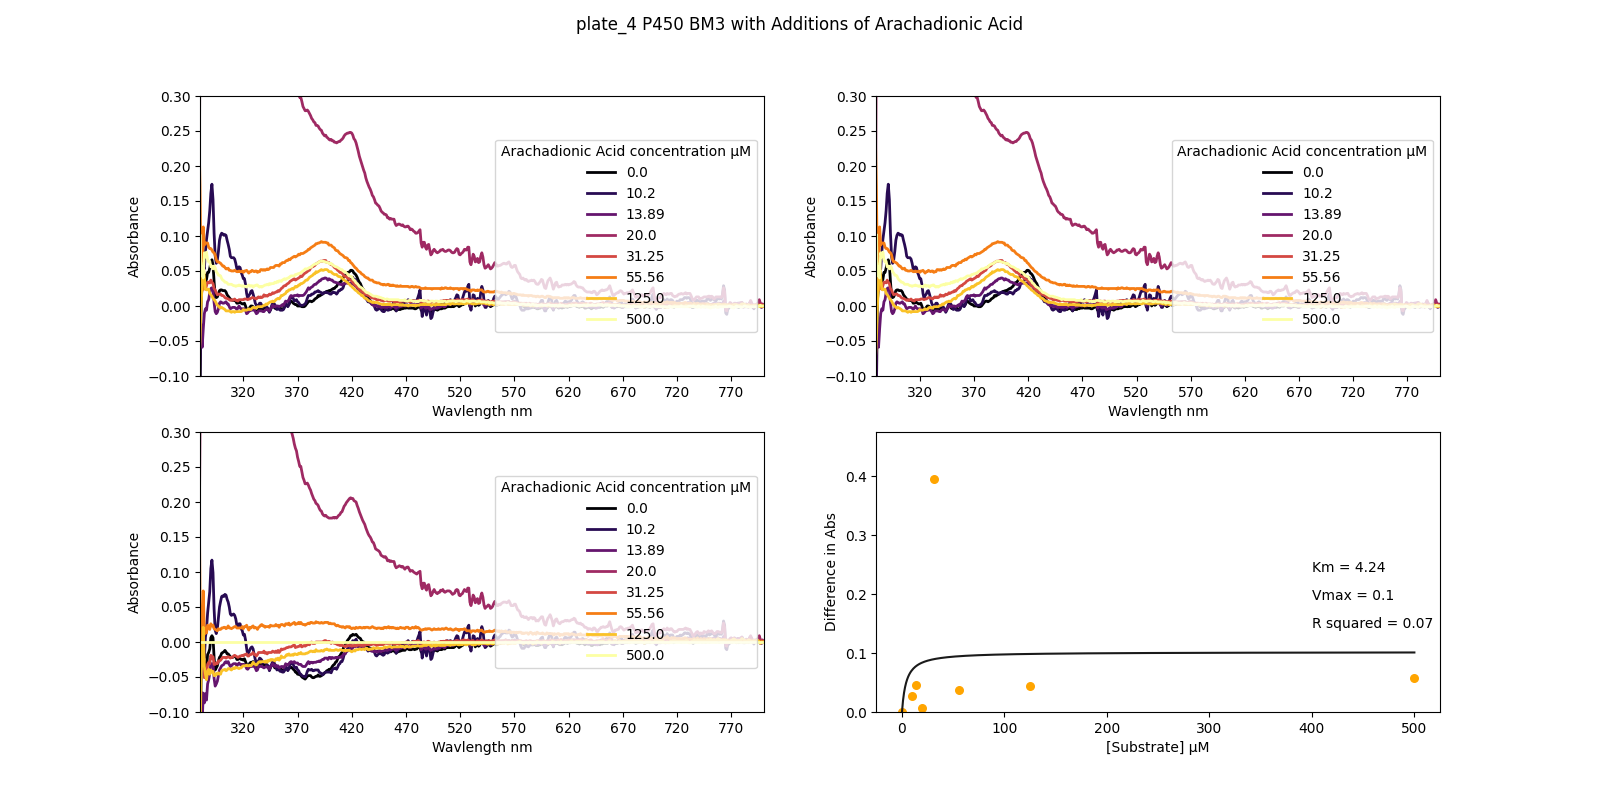 plate_4 P450 BM3 with Additions of Arachadionic Acid
0.30
0.25
0.20
0.15
0.10
0.05
0.00
−0.05
−0.10
Absorbance
Arachadionic Acid concentration µM
0.0
10.2
13.89
20.0
31.25
55.56
125.0
500.0
320 370 420 470 520 570 620 670 720 770
Wavlength nm
0.30
0.25
0.20
0.15
0.10
0.05
0.00
−0.05
−0.10
Absorbance
Arachadionic Acid concentration µM
0.0
10.2
13.89
20.0
31.25
55.56
125.0
500.0
320 370 420 470 520 570 620 670 720 770
Wavlength nm
0.30
0.25
0.20
0.15
0.10
0.05
0.00
−0.05
−0.10
Absorbance
Arachadionic Acid concentration µM
0.0
10.2
13.89
20.0
31.25
55.56
125.0
500.0
320 370 420 470 520 570 620 670 720 770
Wavlength nm
0.4
0.3
0.2
0.1
0.0
Difference in Abs
Km = 4.24
Vmax = 0.1
R squared = 0.07
0 100 200 300 400 500
[Substrate] µM